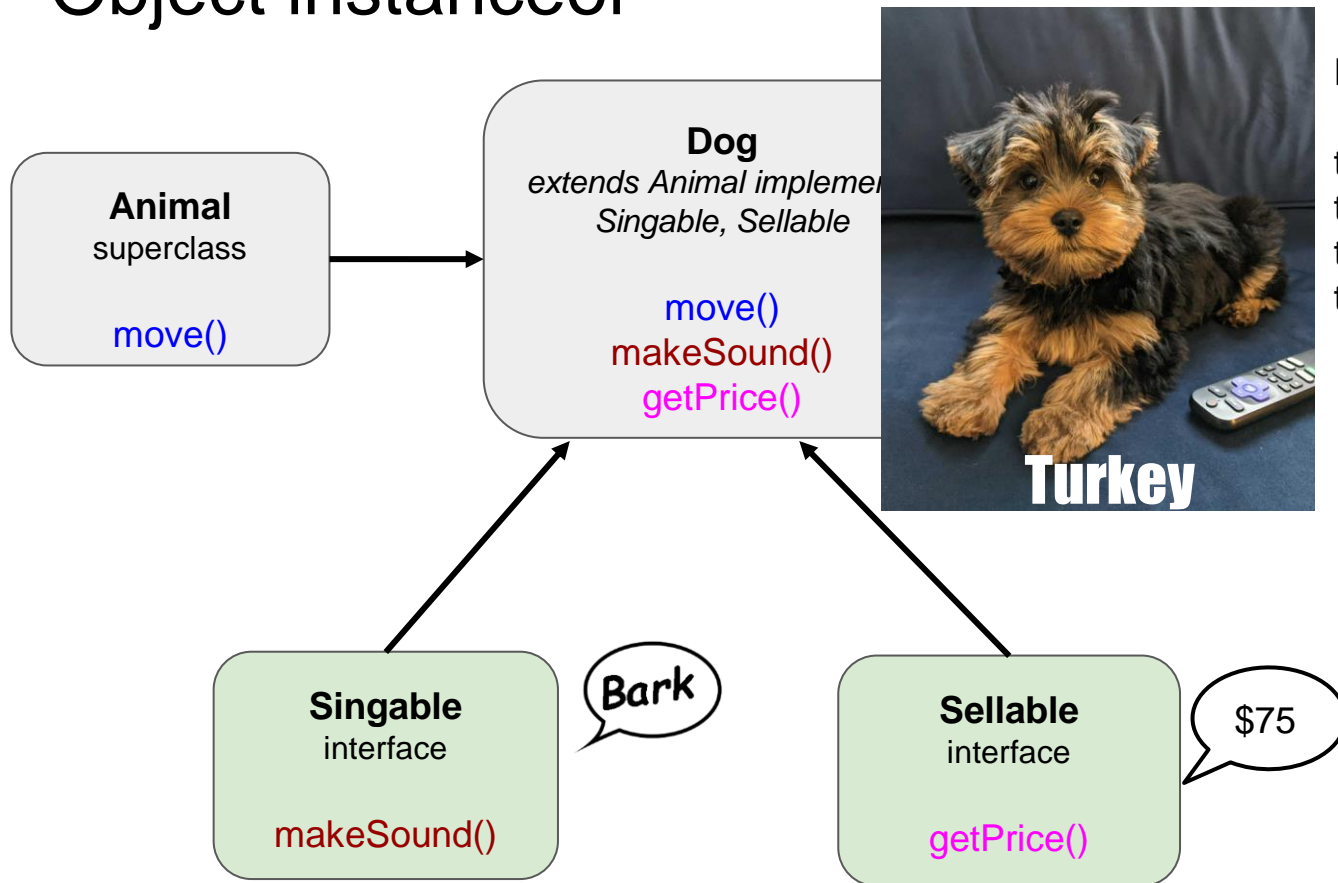 Object instanceof
Animal
superclass
move()
Dog
extends Animal implemen
Singable, Sellable
move()
makeSound()
getPrice()
Turkey
t
t
t
t
Singable
interface
makeSound()
Bark
Sellable
interface
getPrice()
$75